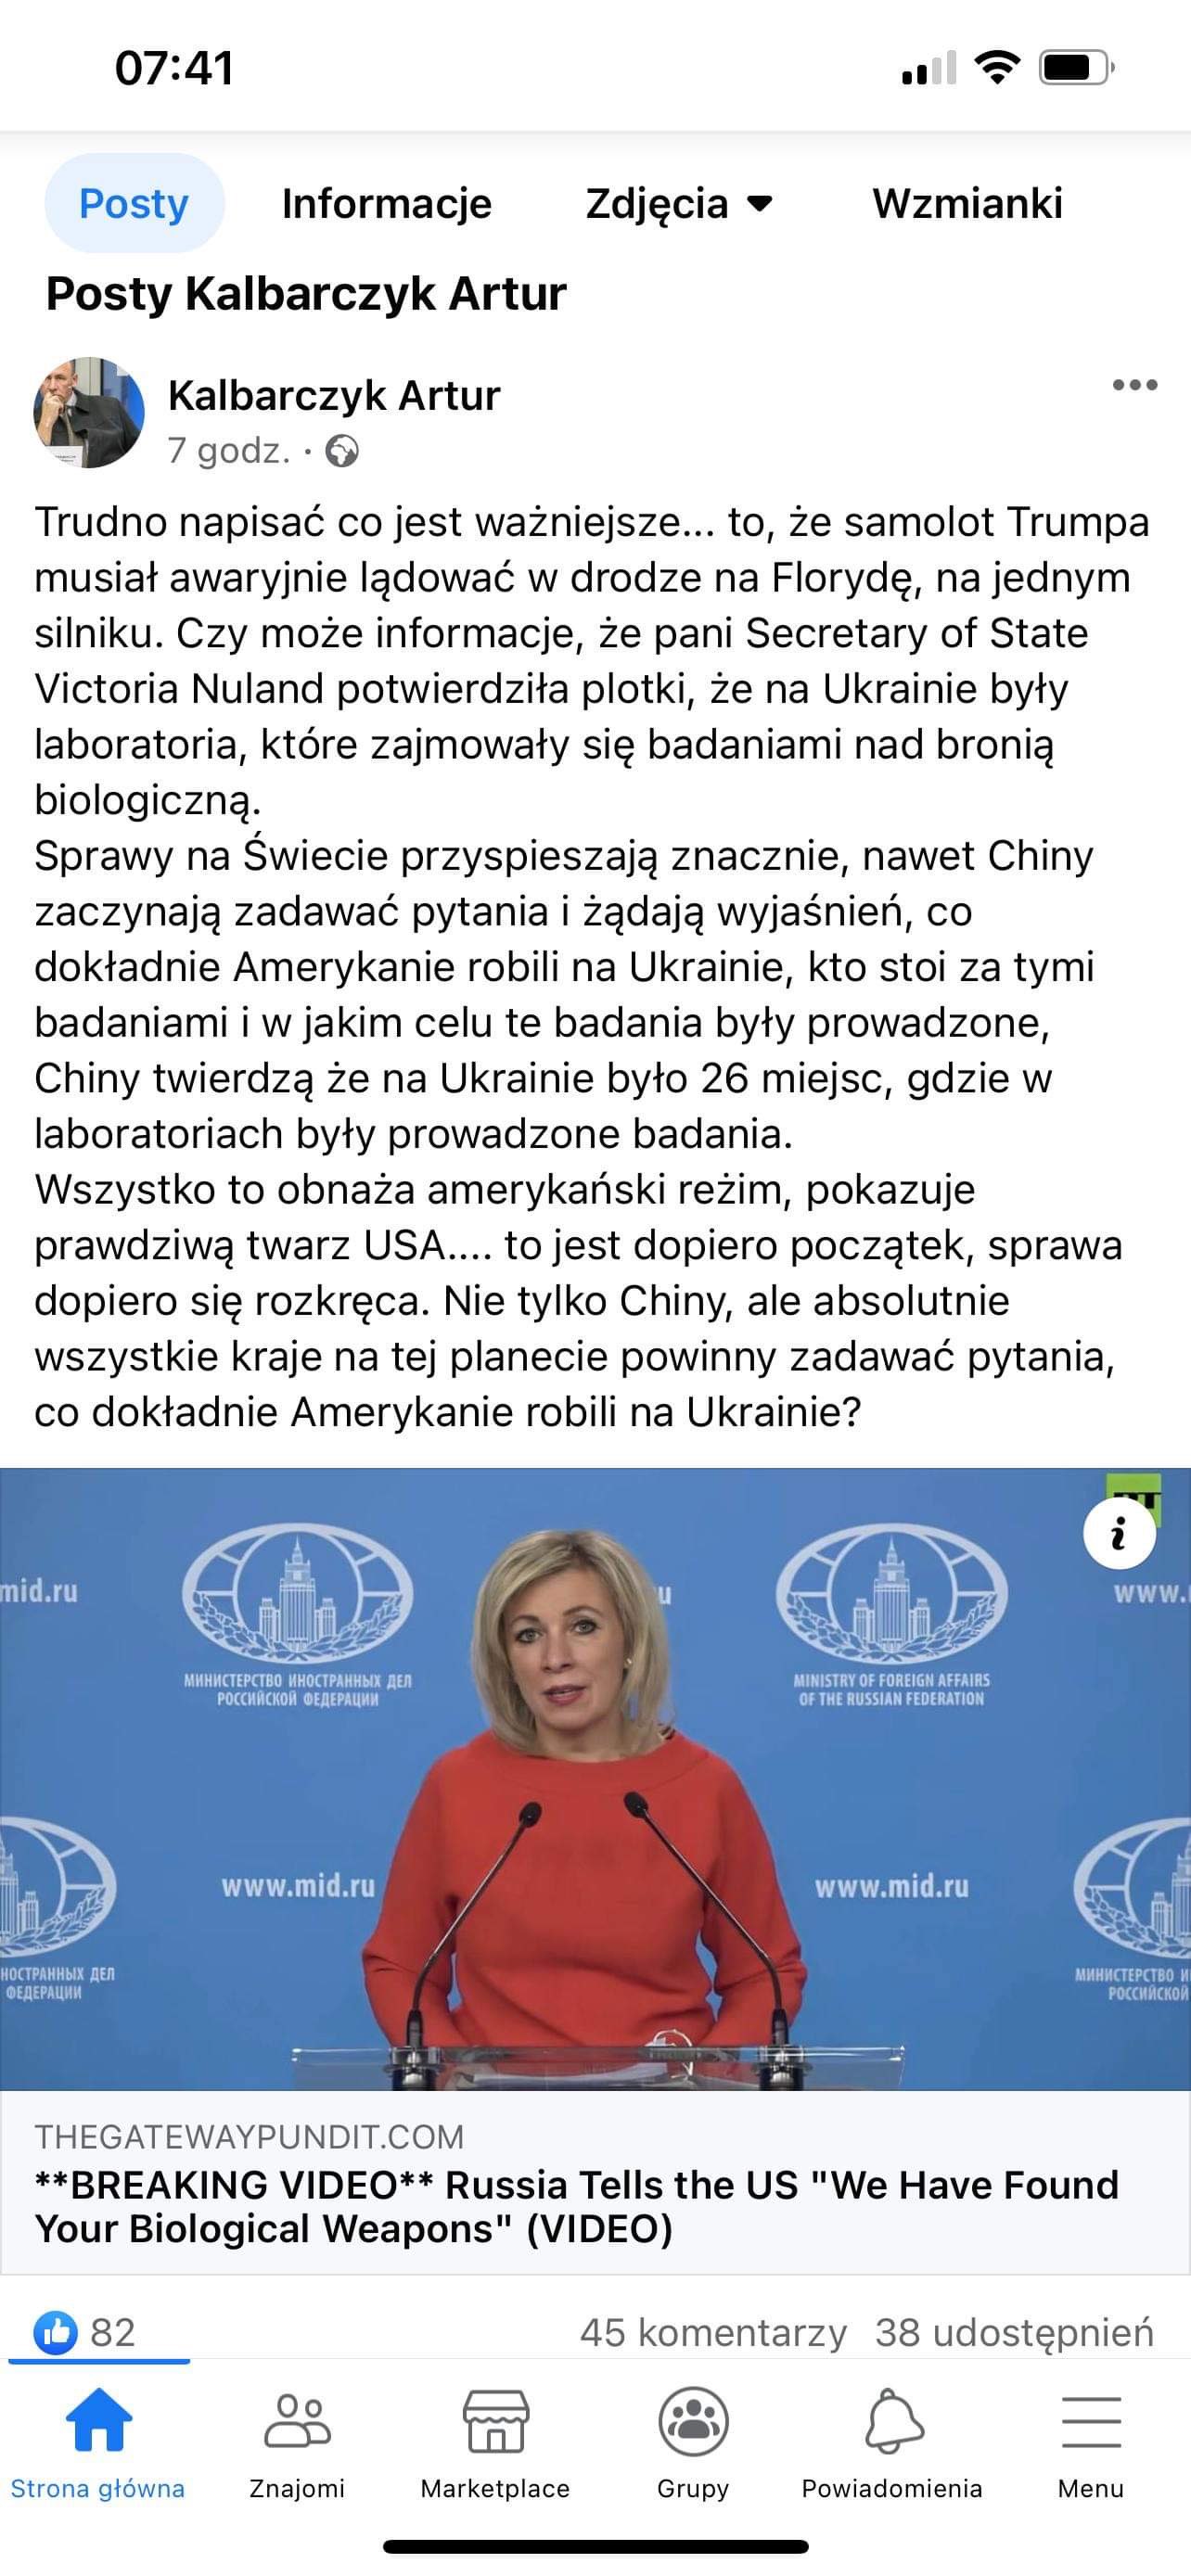 07:41
Posty Informacje Zdjęcia Wzmianki
Posty Kalbarczyk Artur
Kalbarczyk Artur
7 godz. ·
Trudno napisać co jest ważniejsze... to, że samolot Trumpa
musiał awaryjnie lądować w drodze na Florydę, na jednym
silniku. Czy może informacje, że pani Secretary of State
Victoria Nuland potwierdziła plotki, że na Ukrainie były
laboratoria, które zajmowały się badaniami nad bronią
biologiczną.
Sprawy na Świecie przyspieszają znacznie, nawet Chiny
zaczynają zadawać pytania i żądają wyjaśnień, co
dokładnie Amerykanie robili na Ukrainie, kto stoi za tymi
badaniami i w jakim celu te badania były prowadzone,
Chiny twierdzą że na Ukrainie było 26 miejsc, gdzie w
laboratoriach były prowadzone badania.
Wszystko to obnaża amerykański reżim, pokazuje
prawdziwą twarz USA.... to jest dopiero początek, sprawa
dopiero się rozkręca. Nie tylko Chiny, ale absolutnie
wszystkie kraje na tej planecie powinny zadawać pytania,
co dokładnie Amerykanie robili na Ukrainie?
mid.ru
u
www.
МИНИСТЕРСТВО ИНОСТРАННЫХ ДЕЛ
РОССИЙСКОЙ ФЕДЕРАЦИИ
MINISTRY OF FOREIGN AFFAIRS
OF THE RUSSIAN FEDERATION
www.mid.ru
www.mid.ru
НОСТРАННЫХ ДЕЛ
ФЕДЕРАЦИИ
МИНИСТЕРСТВО И
РОССИЙСКОЙ
THEGATEWAYPUNDIT.COM
**BREAKING VIDEO** Russia Tells the US "We Have Found
Your Biological Weapons" (VIDEO)
82 45 komentarzy 38 udostępnień
Strona główna Znajomi Marketplace Grupy Powiadomienia Menu